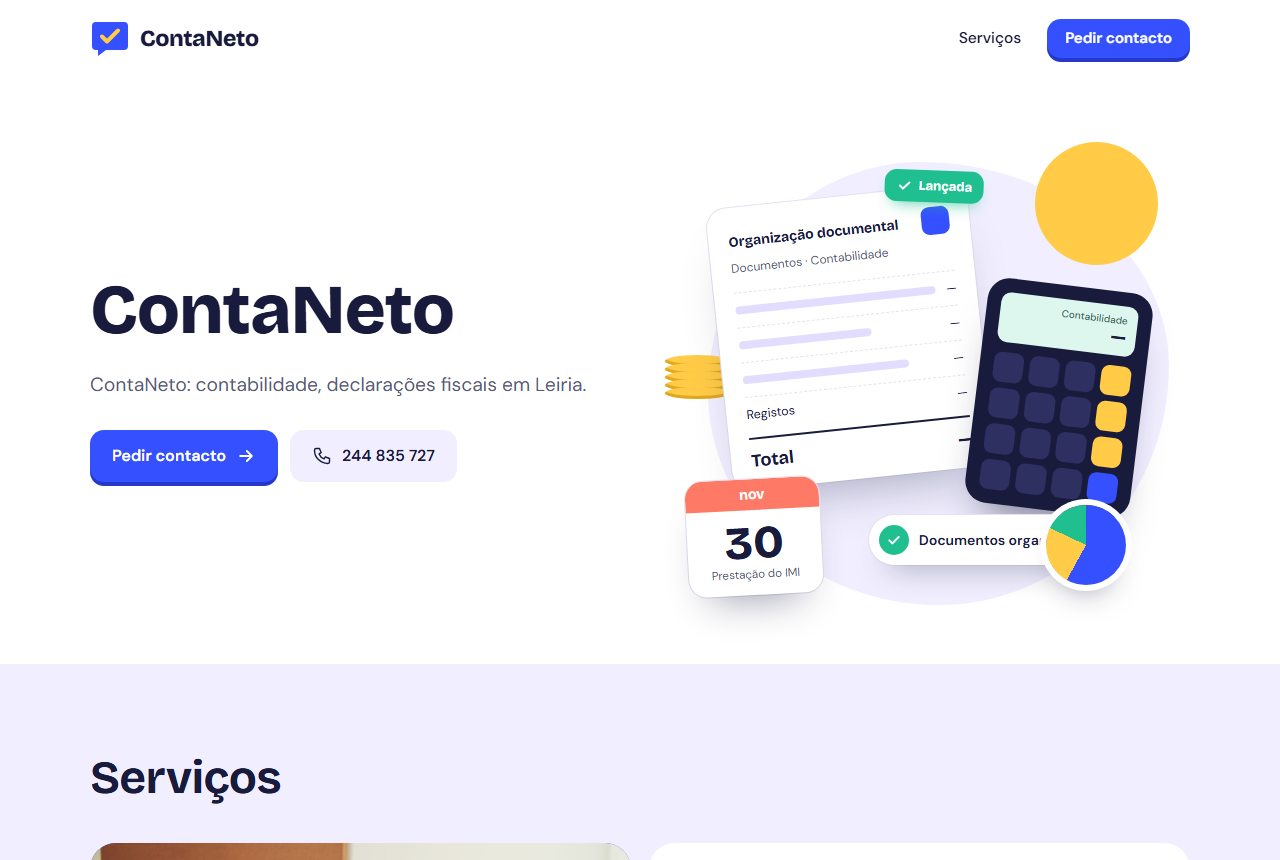 ContaNeto
Serviços
Pedir contacto
ContaNeto
ContaNeto: contabilidade, declarações fiscais em Leiria.
Pedir contacto
244 835 727
Lançada
Organização documental
Documentos · Contabilidade
–
–
–
Registos –
Total –
Contabilidade
–
nov
30
Prestação do IMI
Documentos
Serviços